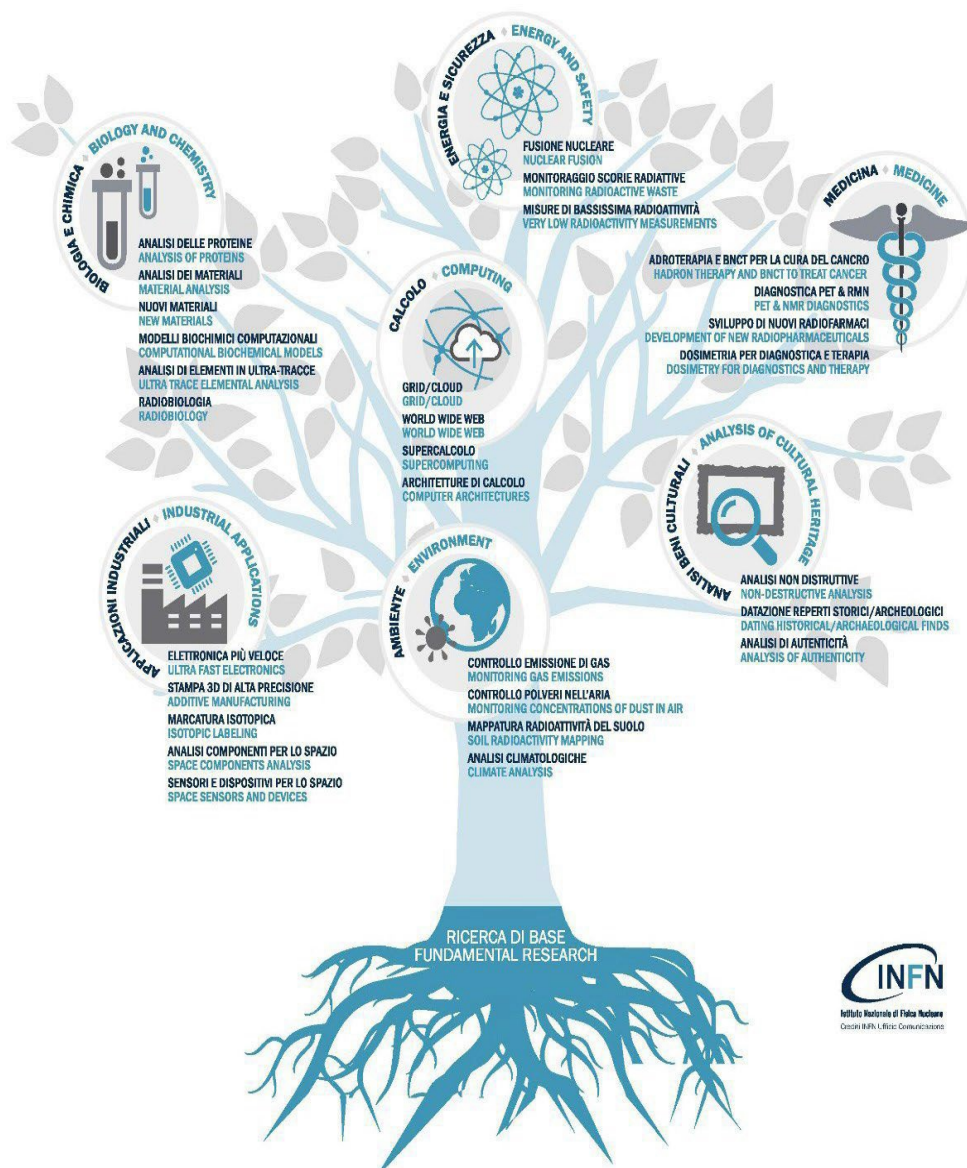 ENERGIA E SICUREZZA ♦ ENERGY AND SAFETY
FUSIONE NUCLEARE
NUCLEAR FUSION
MONITORAGGIO SCORIE RADIATTIVE
MONITORING RADIOACTIVE WASTE
MISURE DI BASSISSIMA RADIOATTIVITÀ
VERY LOW RADIOACTIVITY MEASUREMENTS
BIOLOGIA E CHIMICA ♦ BIOLOGY AND CHEMISTRY
ANALISI DELLE PROTEINE
ANALYSIS OF PROTEINS
ANALISI DEI MATERIALI
MATERIAL ANALYSIS
NUOVI MATERIALI
NEW MATERIALS
MODELLI BIOCHIMICI COMPUTAZIONALI
COMPUTATIONAL BIOCHEMICAL MODELS
ANALISI DI ELEMENTI IN ULTRA-TRACCE
ULTRA TRACE ELEMENTAL ANALYSIS
RADIOBIOLOGIA
RADIOBIOLOGY
MEDICINA ♦ MEDICINE
ADROTERAPIA E BNCT PER LA CURA DEL CANCRO
HADRON THERAPY AND BNCT TO TREAT CANCER
DIAGNOSTICA PET & RMN
PET & NMR DIAGNOSTICS
SVILUPPO DI NUOVI RADIOFARMACI
DEVELOPMENT OF NEW RADIOPHARMACEUTICALS
DOSIMETRIA PER DIAGNOSTICA E TERAPIA
DOSIMETRY FOR DIAGNOSTICS AND THERAPY
CALCOLO ♦ COMPUTING
GRID/CLOUD
GRID/CLOUD
WORLD WIDE WEB
WORLD WIDE WEB
SUPERCALCOLO
SUPERCOMPUTING
ARCHITETTURE DI CALCOLO
COMPUTER ARCHITECTURES
ANALISI BENI CULTURALI ♦ ANALYSIS OF CULTURAL HERITAGE
ANALISI NON DISTRUTTIVE
NON-DESTRUCTIVE ANALYSIS
DATAZIONE REPERTI STORICI/ARCHEOLOGICI
DATING HISTORICAL/ARCHAEOLOGICAL FINDS
ANALISI DI AUTENTICITÀ
ANALYSIS OF AUTHENTICITY
APPLICAZIONI INDUSTRIALI ♦ INDUSTRIAL APPLICATIONS
ELETTRONICA PIÙ VELOCE
ULTRA FAST ELECTRONICS
STAMPA 3D DI ALTA PRECISIONE
ADDITIVE MANUFACTURING
MARCATURA ISOTOPICA
ISOTOPIC LABELING
ANALISI COMPONENTI PER LO SPAZIO
SPACE COMPONENTS ANALYSIS
SENSORI E DISPOSITIVI PER LO SPAZIO
SPACE SENSORS AND DEVICES
AMBIENTE ♦ ENVIRONMENT
CONTROLLO EMISSIONE DI GAS
MONITORING GAS EMISSIONS
CONTROLLO POLVERI NELL'ARIA
MONITORING CONCENTRATIONS OF DUST IN AIR
MAPPATURA RADIOATTIVITÀ DEL SUOLO
SOIL RADIOACTIVITY MAPPING
ANALISI CLIMATOLOGICHE
CLIMATE ANALYSIS
RICERCA DI BASE
FUNDAMENTAL RESEARCH
INFN
Istituto Nazionale di Fisica Nucleare
Crediti INFN Ufficio Comunicazione